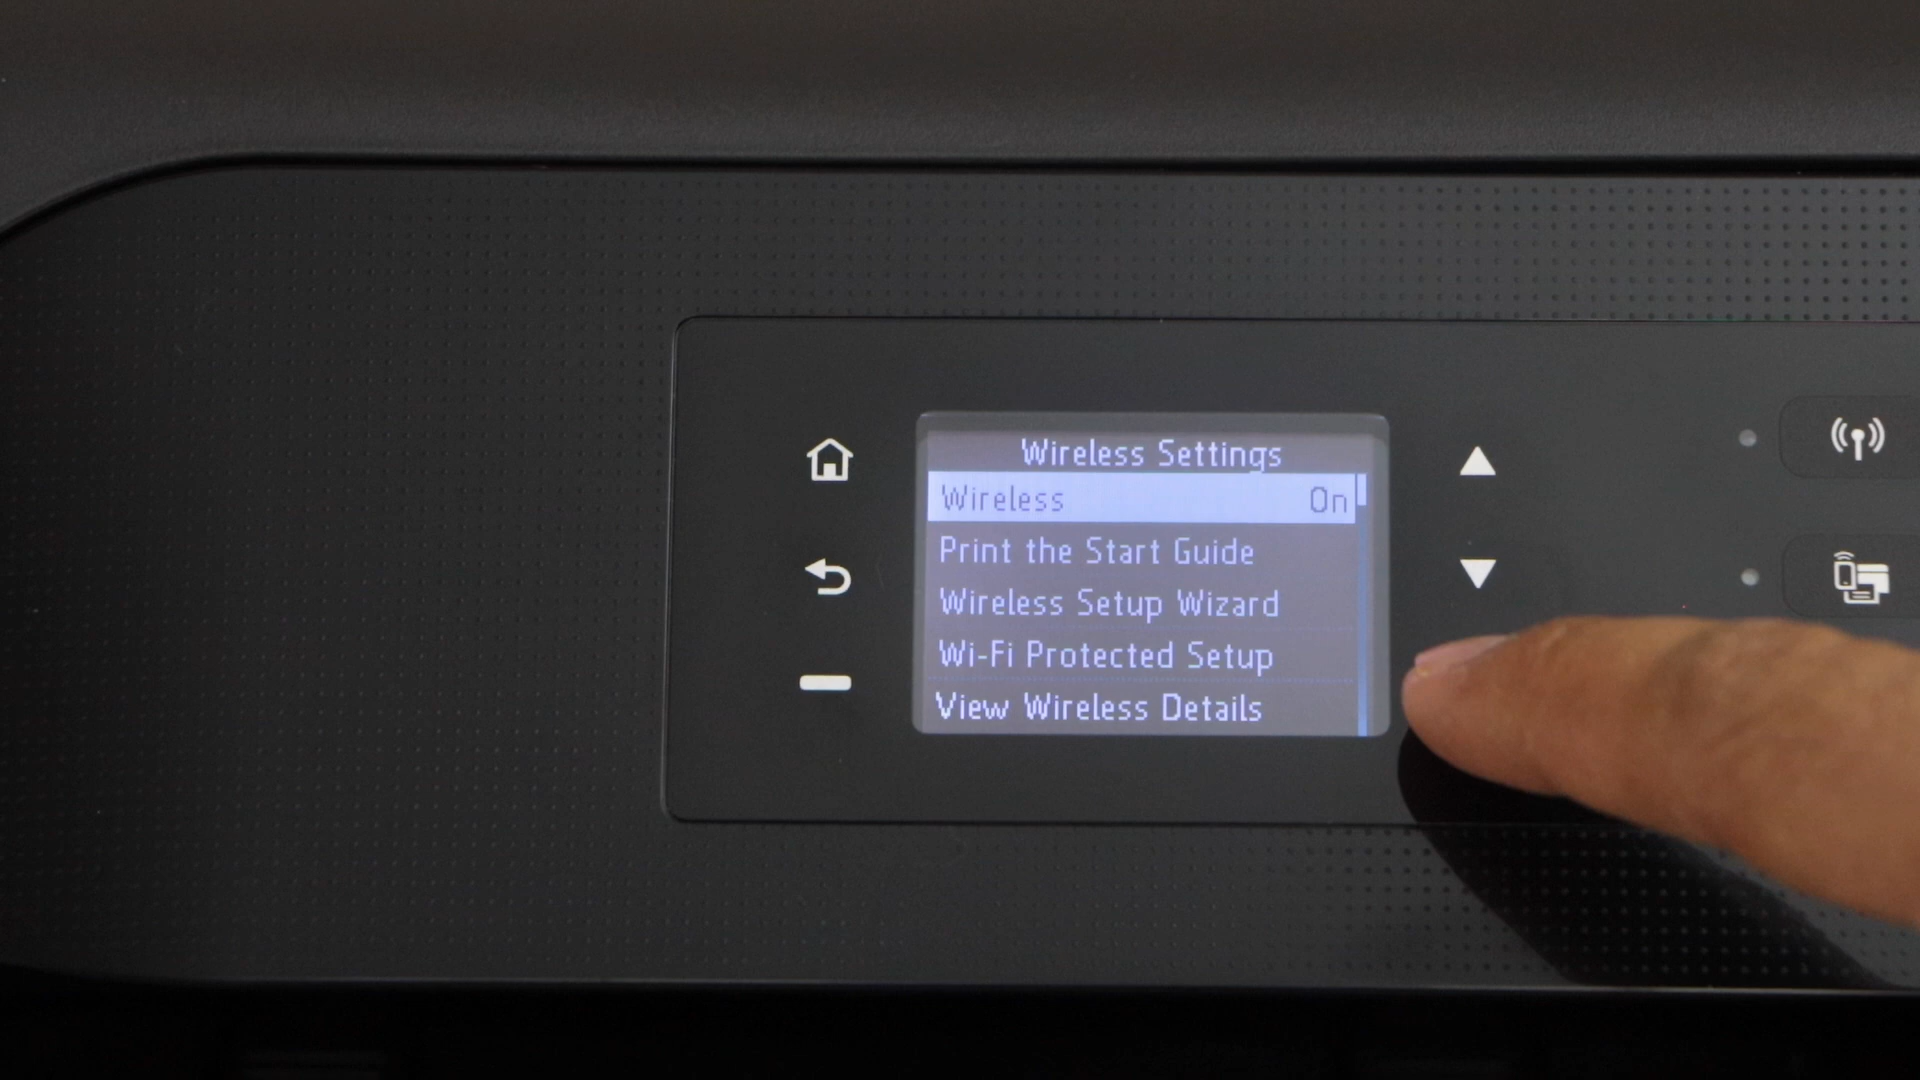 Wireless Settings
Wireless On
Print the Start Guide
Wireless Setup Wizard
Wi-Fi Protected Setup
View Wireless Details